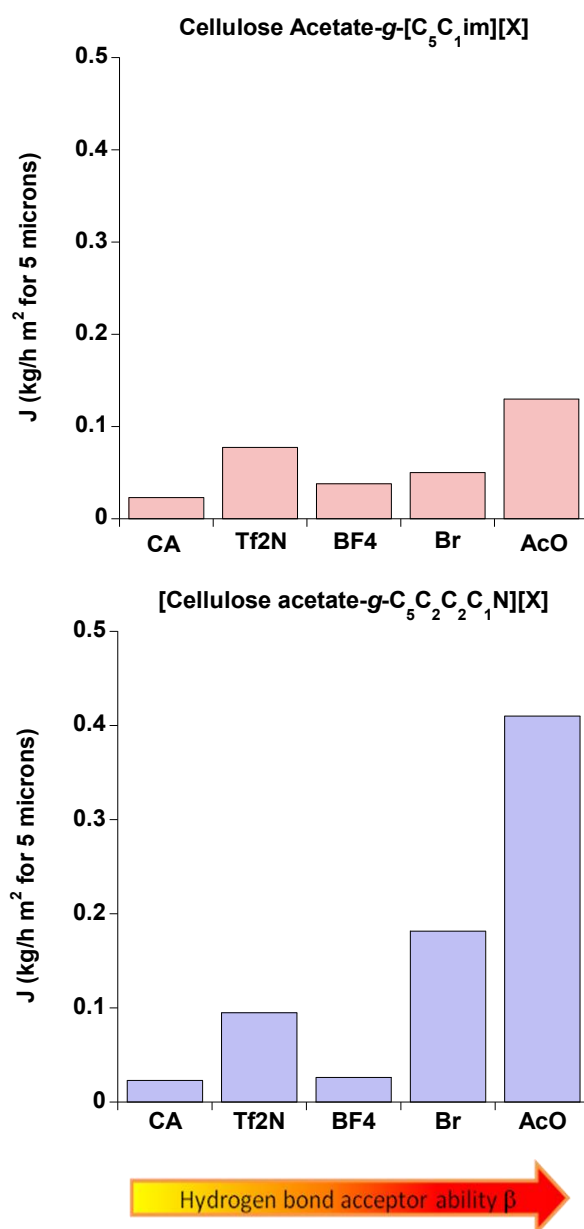 Cellulose Acetate-g-[C₅C₁im][X]
J (kg/h m² for 5 microns)
0.5
0.4
0.3
0.2
0.1
0
CA Tf2N BF4 Br AcO
[Cellulose acetate-g-C₅C₂C₂C₁N][X]
J (kg/h m² for 5 microns)
0.5
0.4
0.3
0.2
0.1
0
CA Tf2N BF4 Br AcO
Hydrogen bond acceptor ability β